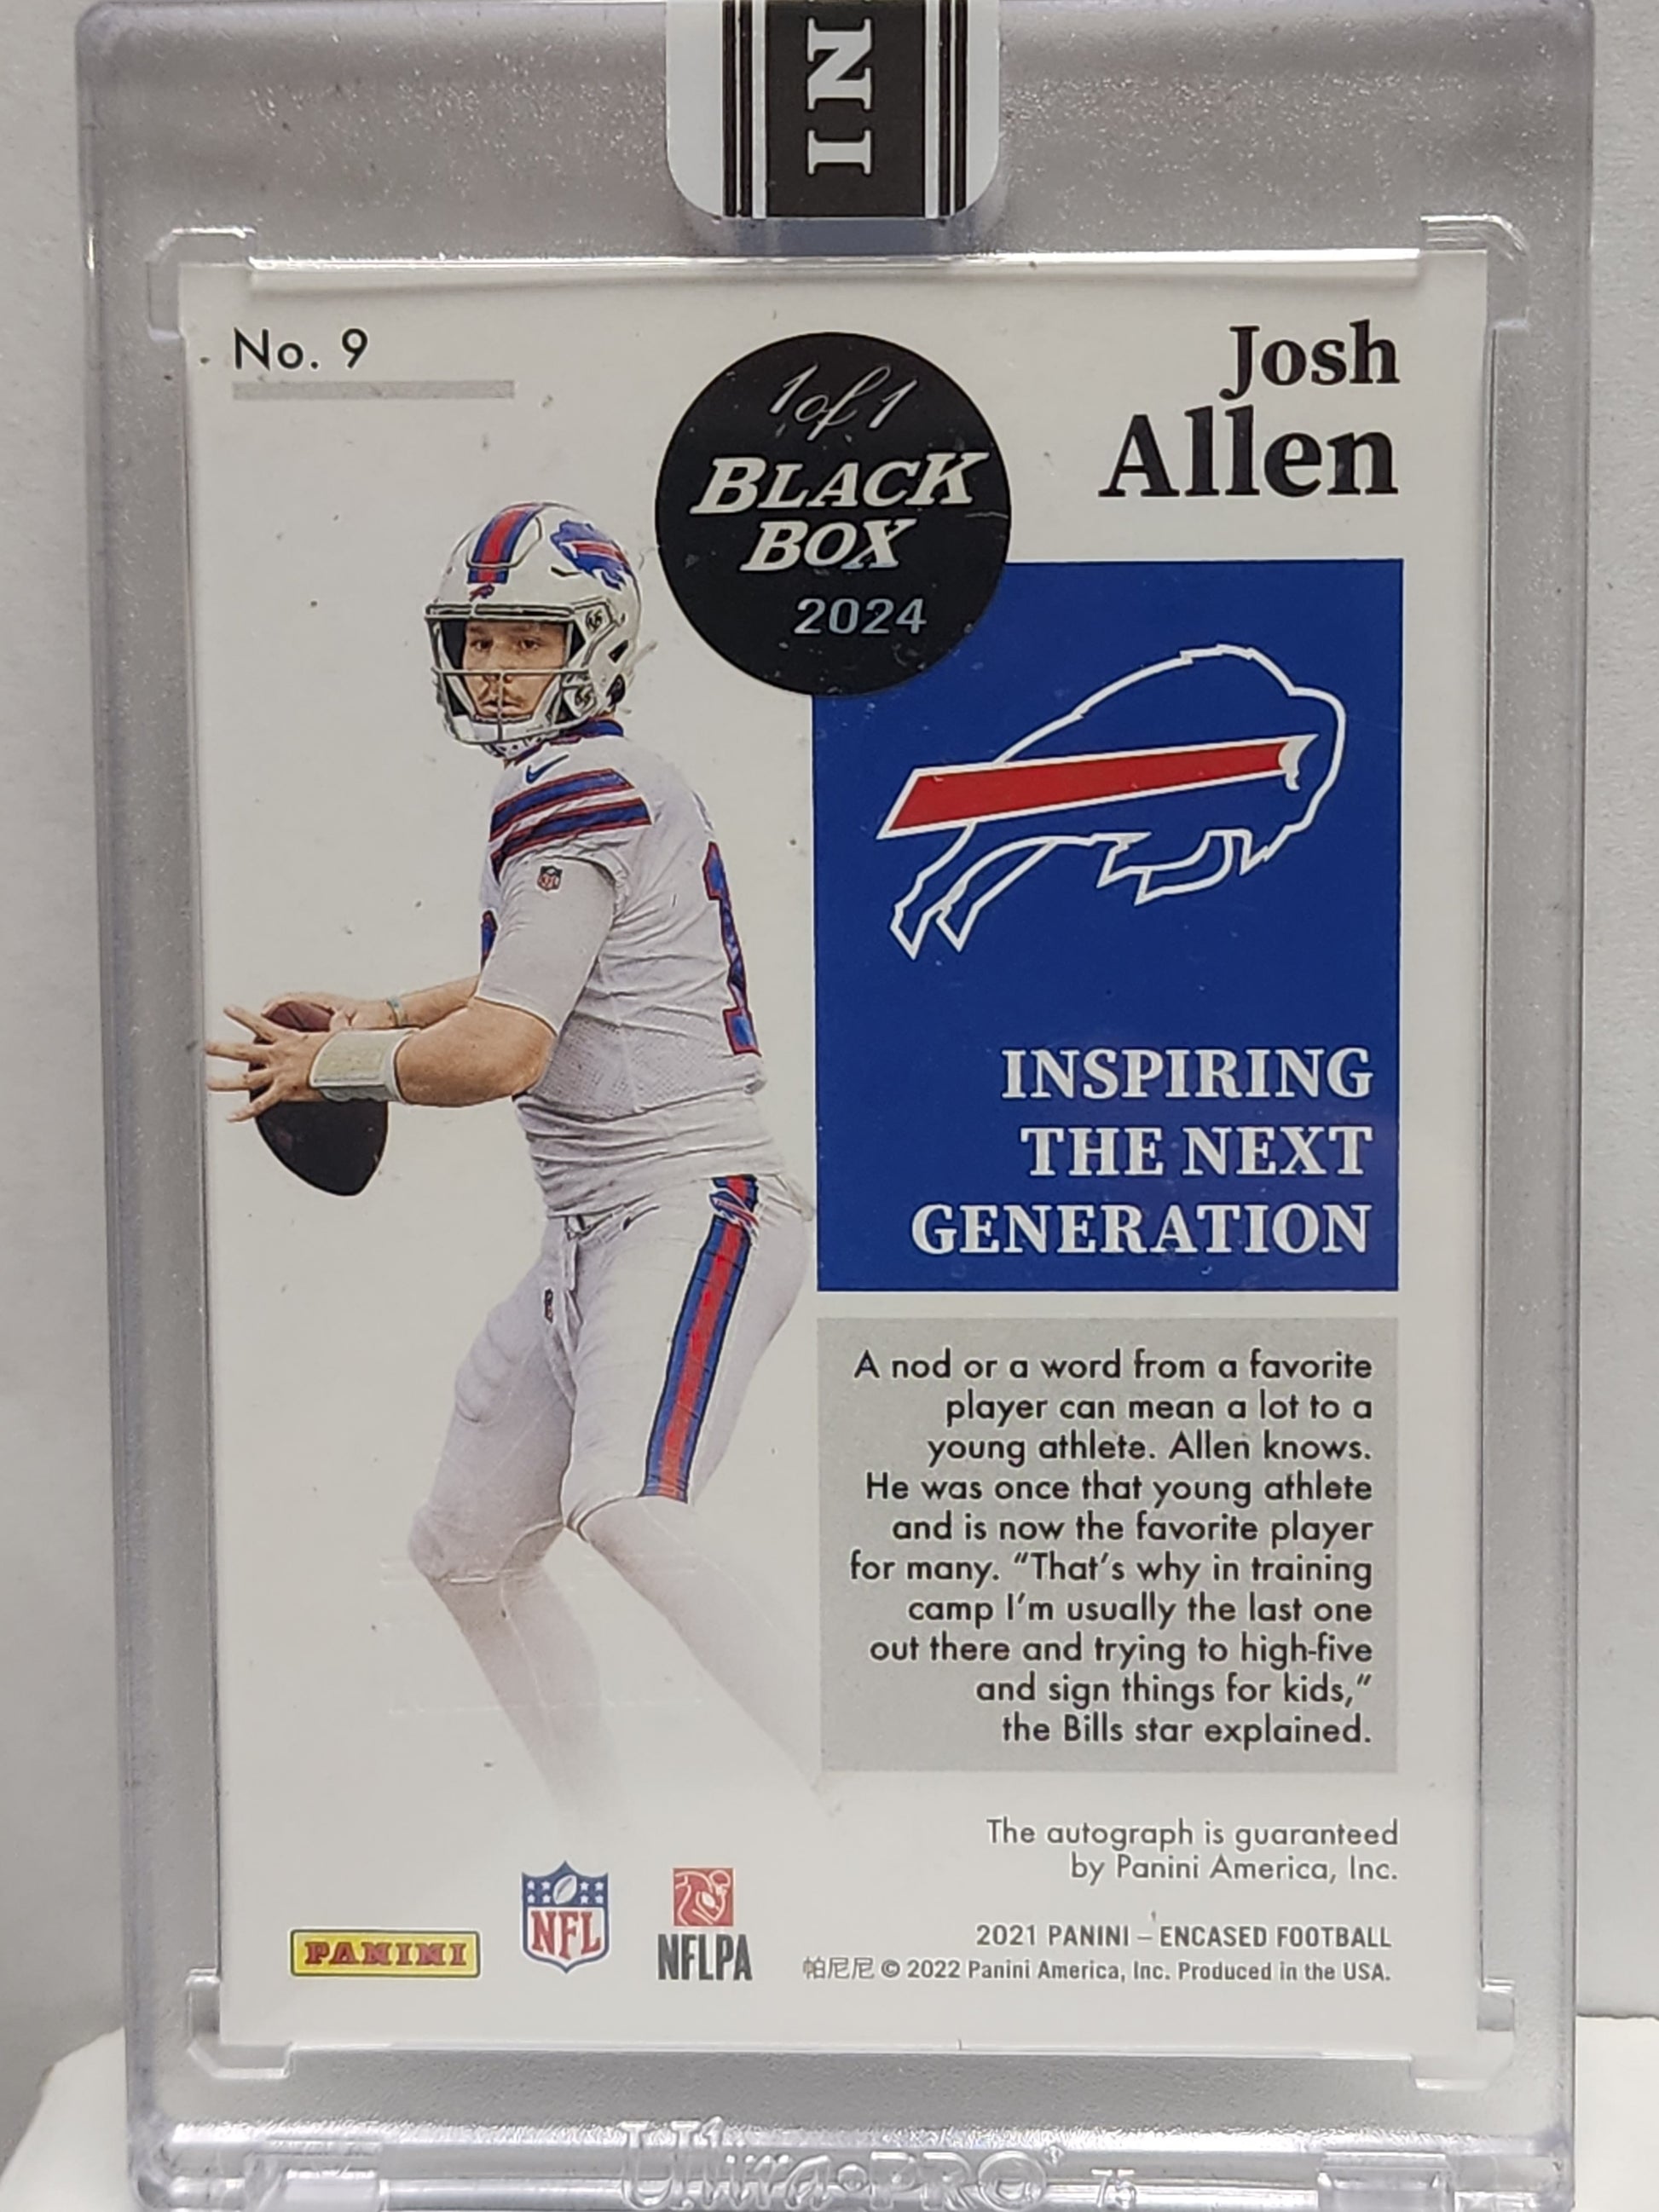 NI
No. 9
1 of 1
BLACK
BOX
2024
Josh
Allen
INSPIRING
THE NEXT
GENERATION
A nod or a word from a favorite
player can mean a lot to a
young athlete. Allen knows.
He was once that young athlete
and is now the favorite player
for many. “That’s why in training
camp I’m usually the last one
out there and trying to high-five
and sign things for kids,”
the Bills star explained.
The autograph is guaranteed
by Panini America, Inc.
PANINI
NFL
NFLPA
2021 PANINI – ENCASED FOOTBALL
帕尼尼 © 2022 Panini America, Inc. Produced in the USA.
Ultra•PRO 75